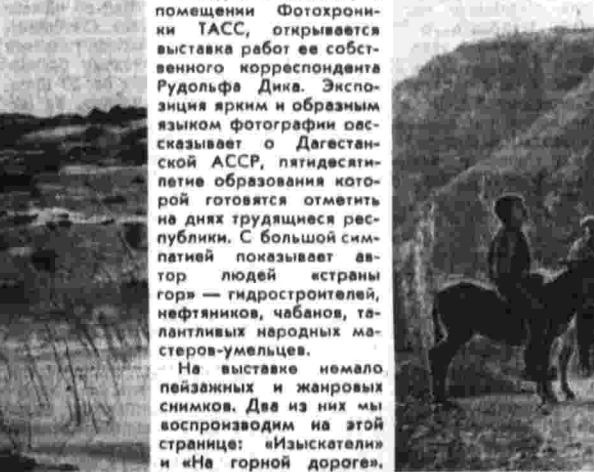 помещении Фотохрони-
ки ТАСС, открывается
выставка работ ее собст-
венного корреспондента
Рудольфа Дика. Экспо-
зиция ярким и образным
языком фотографии рас-
сказывает о Дагестан-
ской АССР, пятидесяти-
летие образования кото-
рой готовятся отметить
на днях трудящиеся рес-
публики. С большой сим-
патией показывает ав-
тор людей «страны
гор» — гидростроителей,
нефтяников, чабанов, та-
лантливых народных ма-
стеров-умельцев.
На выставке немало
пейзажных и жанровых
снимков. Два из них мы
воспроизводим на этой
странице: «Изыскатели»
и «На горной дороге».